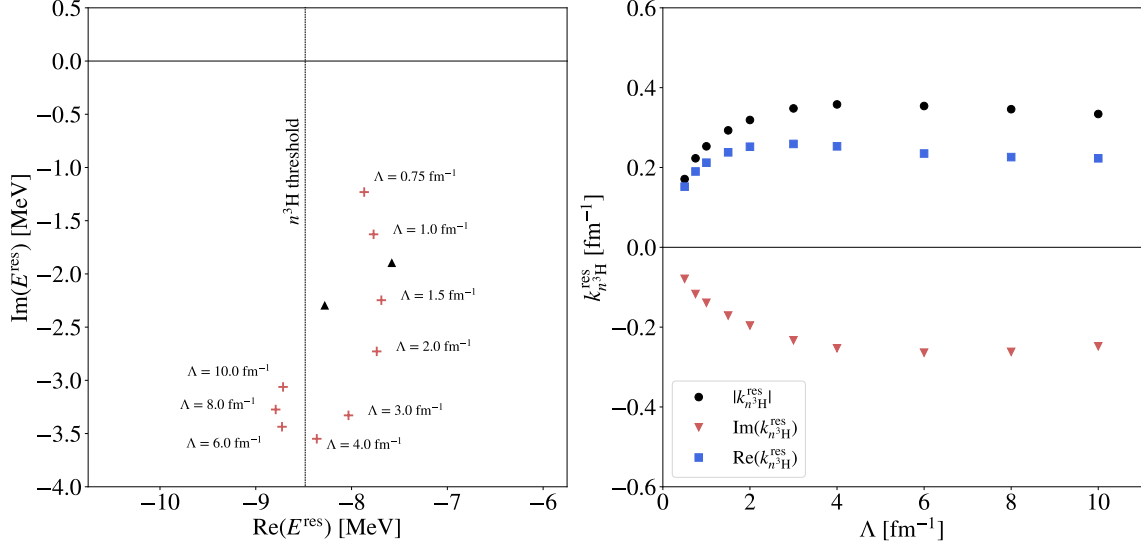 0.5
0.0
−0.5
−1.0
−1.5
−2.0
−2.5
−3.0
−3.5
−4.0
Im(E^res) [MeV]
n³H threshold
Λ = 0.75 fm⁻¹
Λ = 1.0 fm⁻¹
Λ = 1.5 fm⁻¹
Λ = 2.0 fm⁻¹
Λ = 10.0 fm⁻¹
Λ = 8.0 fm⁻¹
Λ = 3.0 fm⁻¹
Λ = 6.0 fm⁻¹
Λ = 4.0 fm⁻¹
−10
−9
−8
−7
−6
Re(E^res) [MeV]
0.6
0.4
0.2
0.0
−0.2
−0.4
−0.6
k^res_n³H [fm⁻¹]
|k^res_n³H|
Im(k^res_n³H)
Re(k^res_n³H)
0
2
4
6
8
10
Λ [fm⁻¹]